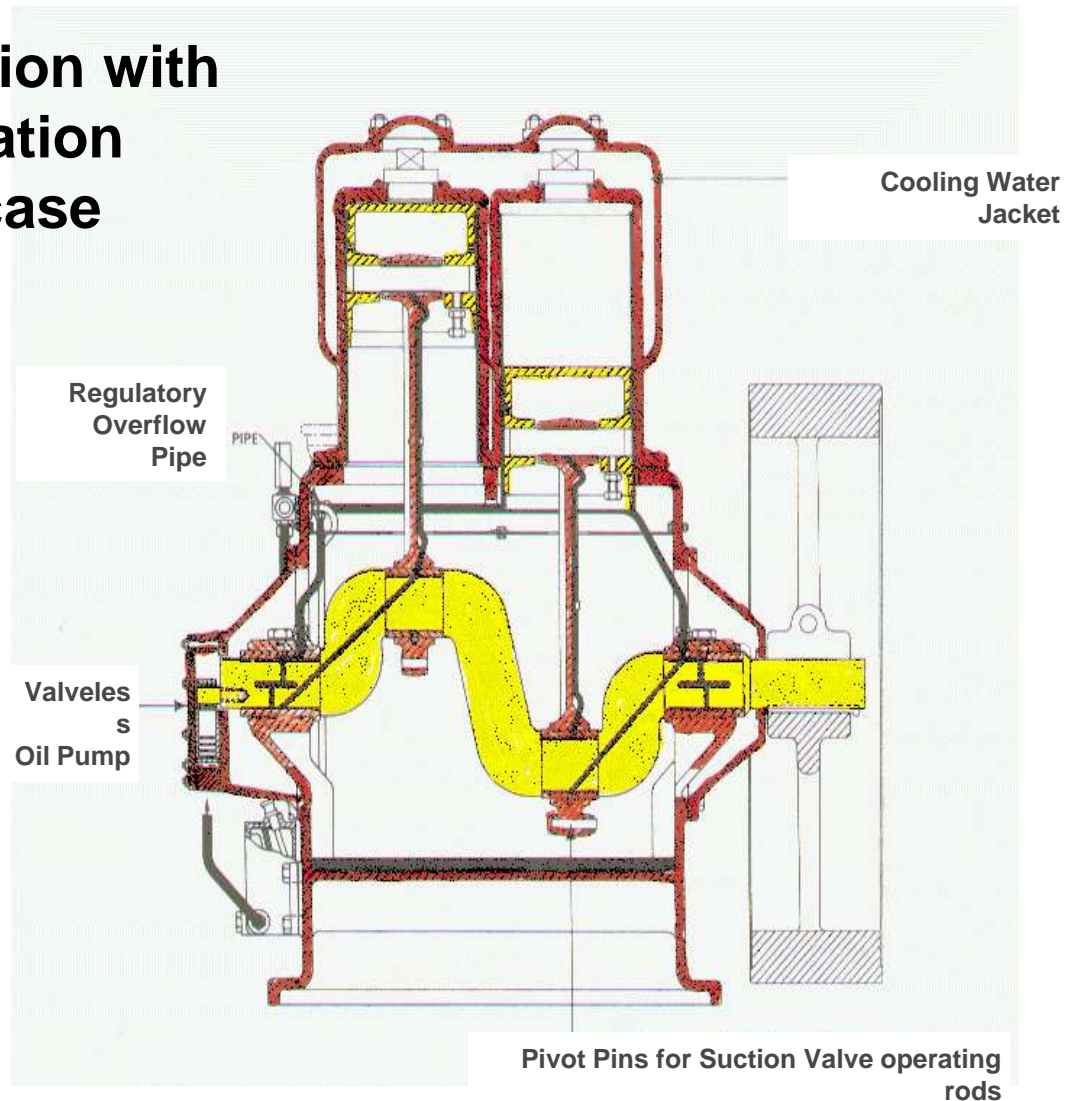 ion with
ation
case
Cooling Water
Jacket
Regulatory
Overflow
Pipe
PIPE
Valveles
s
Oil Pump
Pivot Pins for Suction Valve operating
rods